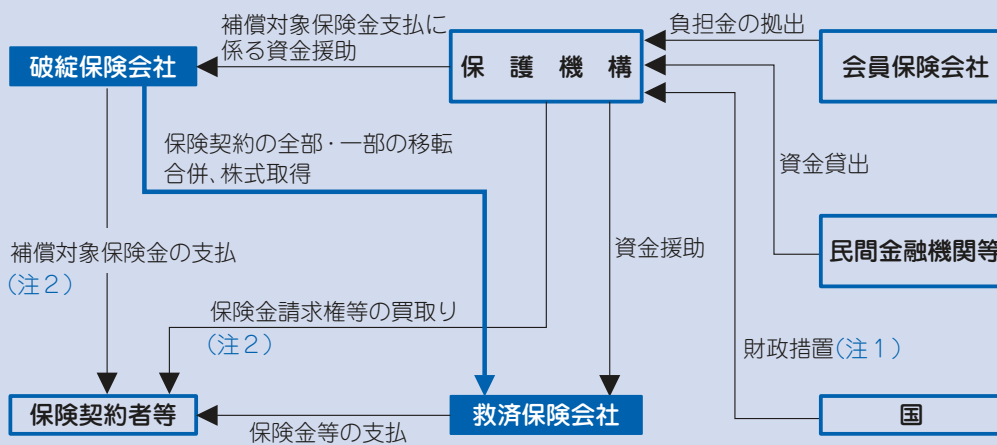 補償対象保険金支払に
係る資金援助
負担金の拠出
破綻保険会社
保護機構
会員保険会社
保険契約の全部・一部の移転
合併、株式取得
資金貸出
補償対象保険金の支払
（注２）
資金援助
民間金融機関等
保険金請求権等の買取り
（注２）
財政措置（注１）
保険契約者等
保険金等の支払
救済保険会社
国